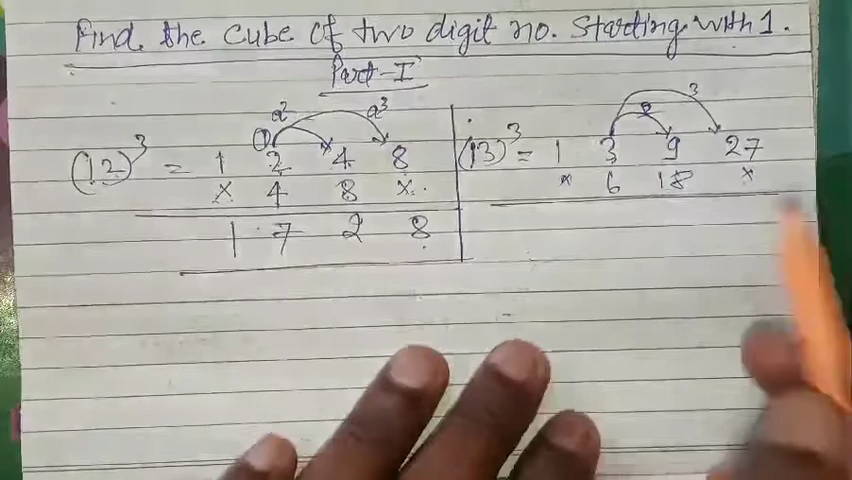 Find the cube of two digit no. Starting with 1.
Part-I
a² a³
(12)³ = 1 2 4 8
x 4 8 x
1 7 2 8
2 3
(13)³ = 1 3 9 27
x 6 18 x